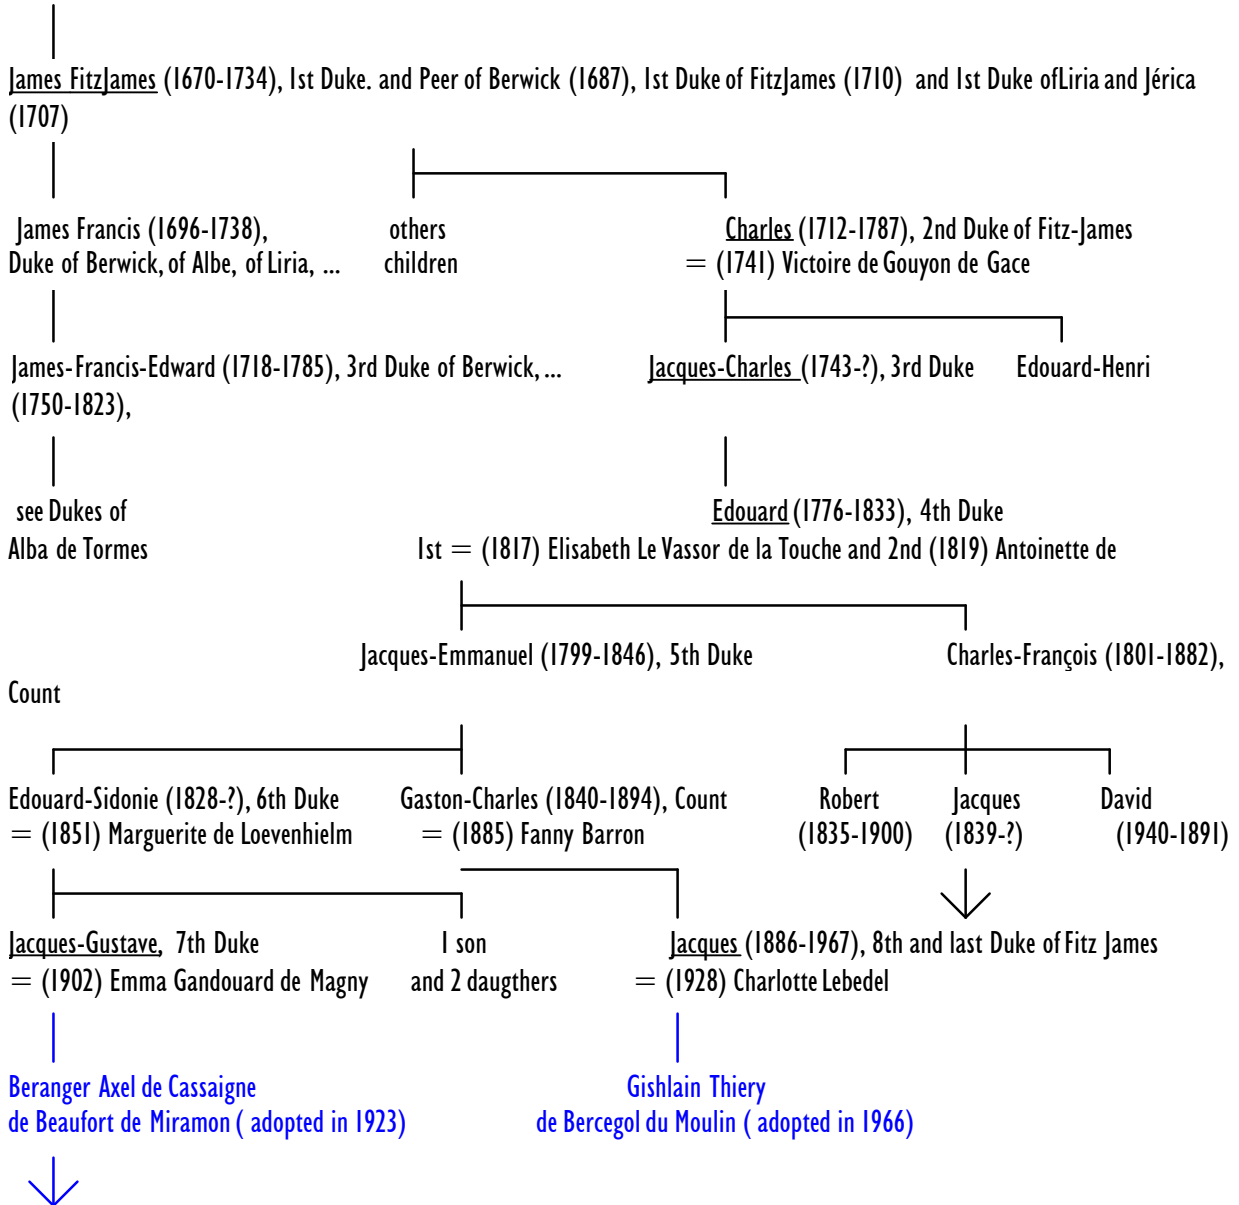 James FitzJames (1670-1734), 1st Duke. and Peer of Berwick (1687), 1st Duke of FitzJames (1710) and 1st Duke ofLiria and Jérica
(1707)
James Francis (1696-1738),
Duke of Berwick, of Albe, of Liria, ...
others
children
Charles (1712-1787), 2nd Duke of Fitz-James
= (1741) Victoire de Gouyon de Gace
James-Francis-Edward (1718-1785), 3rd Duke of Berwick, ...
(1750-1823),
Jacques-Charles (1743-?), 3rd Duke
Edouard-Henri
see Dukes of
Alba de Tormes
Edouard (1776-1833), 4th Duke
1st = (1817) Elisabeth Le Vassor de la Touche and 2nd (1819) Antoinette de
Jacques-Emmanuel (1799-1846), 5th Duke
Charles-François (1801-1882),
Count
Edouard-Sidonie (1828-?), 6th Duke
= (1851) Marguerite de Loevenhielm
Gaston-Charles (1840-1894), Count
= (1885) Fanny Barron
Robert
(1835-1900)
Jacques
(1839-?)
David
(1940-1891)
Jacques-Gustave, 7th Duke
= (1902) Emma Gandouard de Magny
1 son
and 2 daugthers
Jacques (1886-1967), 8th and last Duke of Fitz James
= (1928) Charlotte Lebedel
Beranger Axel de Cassaigne
de Beaufort de Miramon ( adopted in 1923)
Gishlain Thiery
de Bercegol du Moulin ( adopted in 1966)